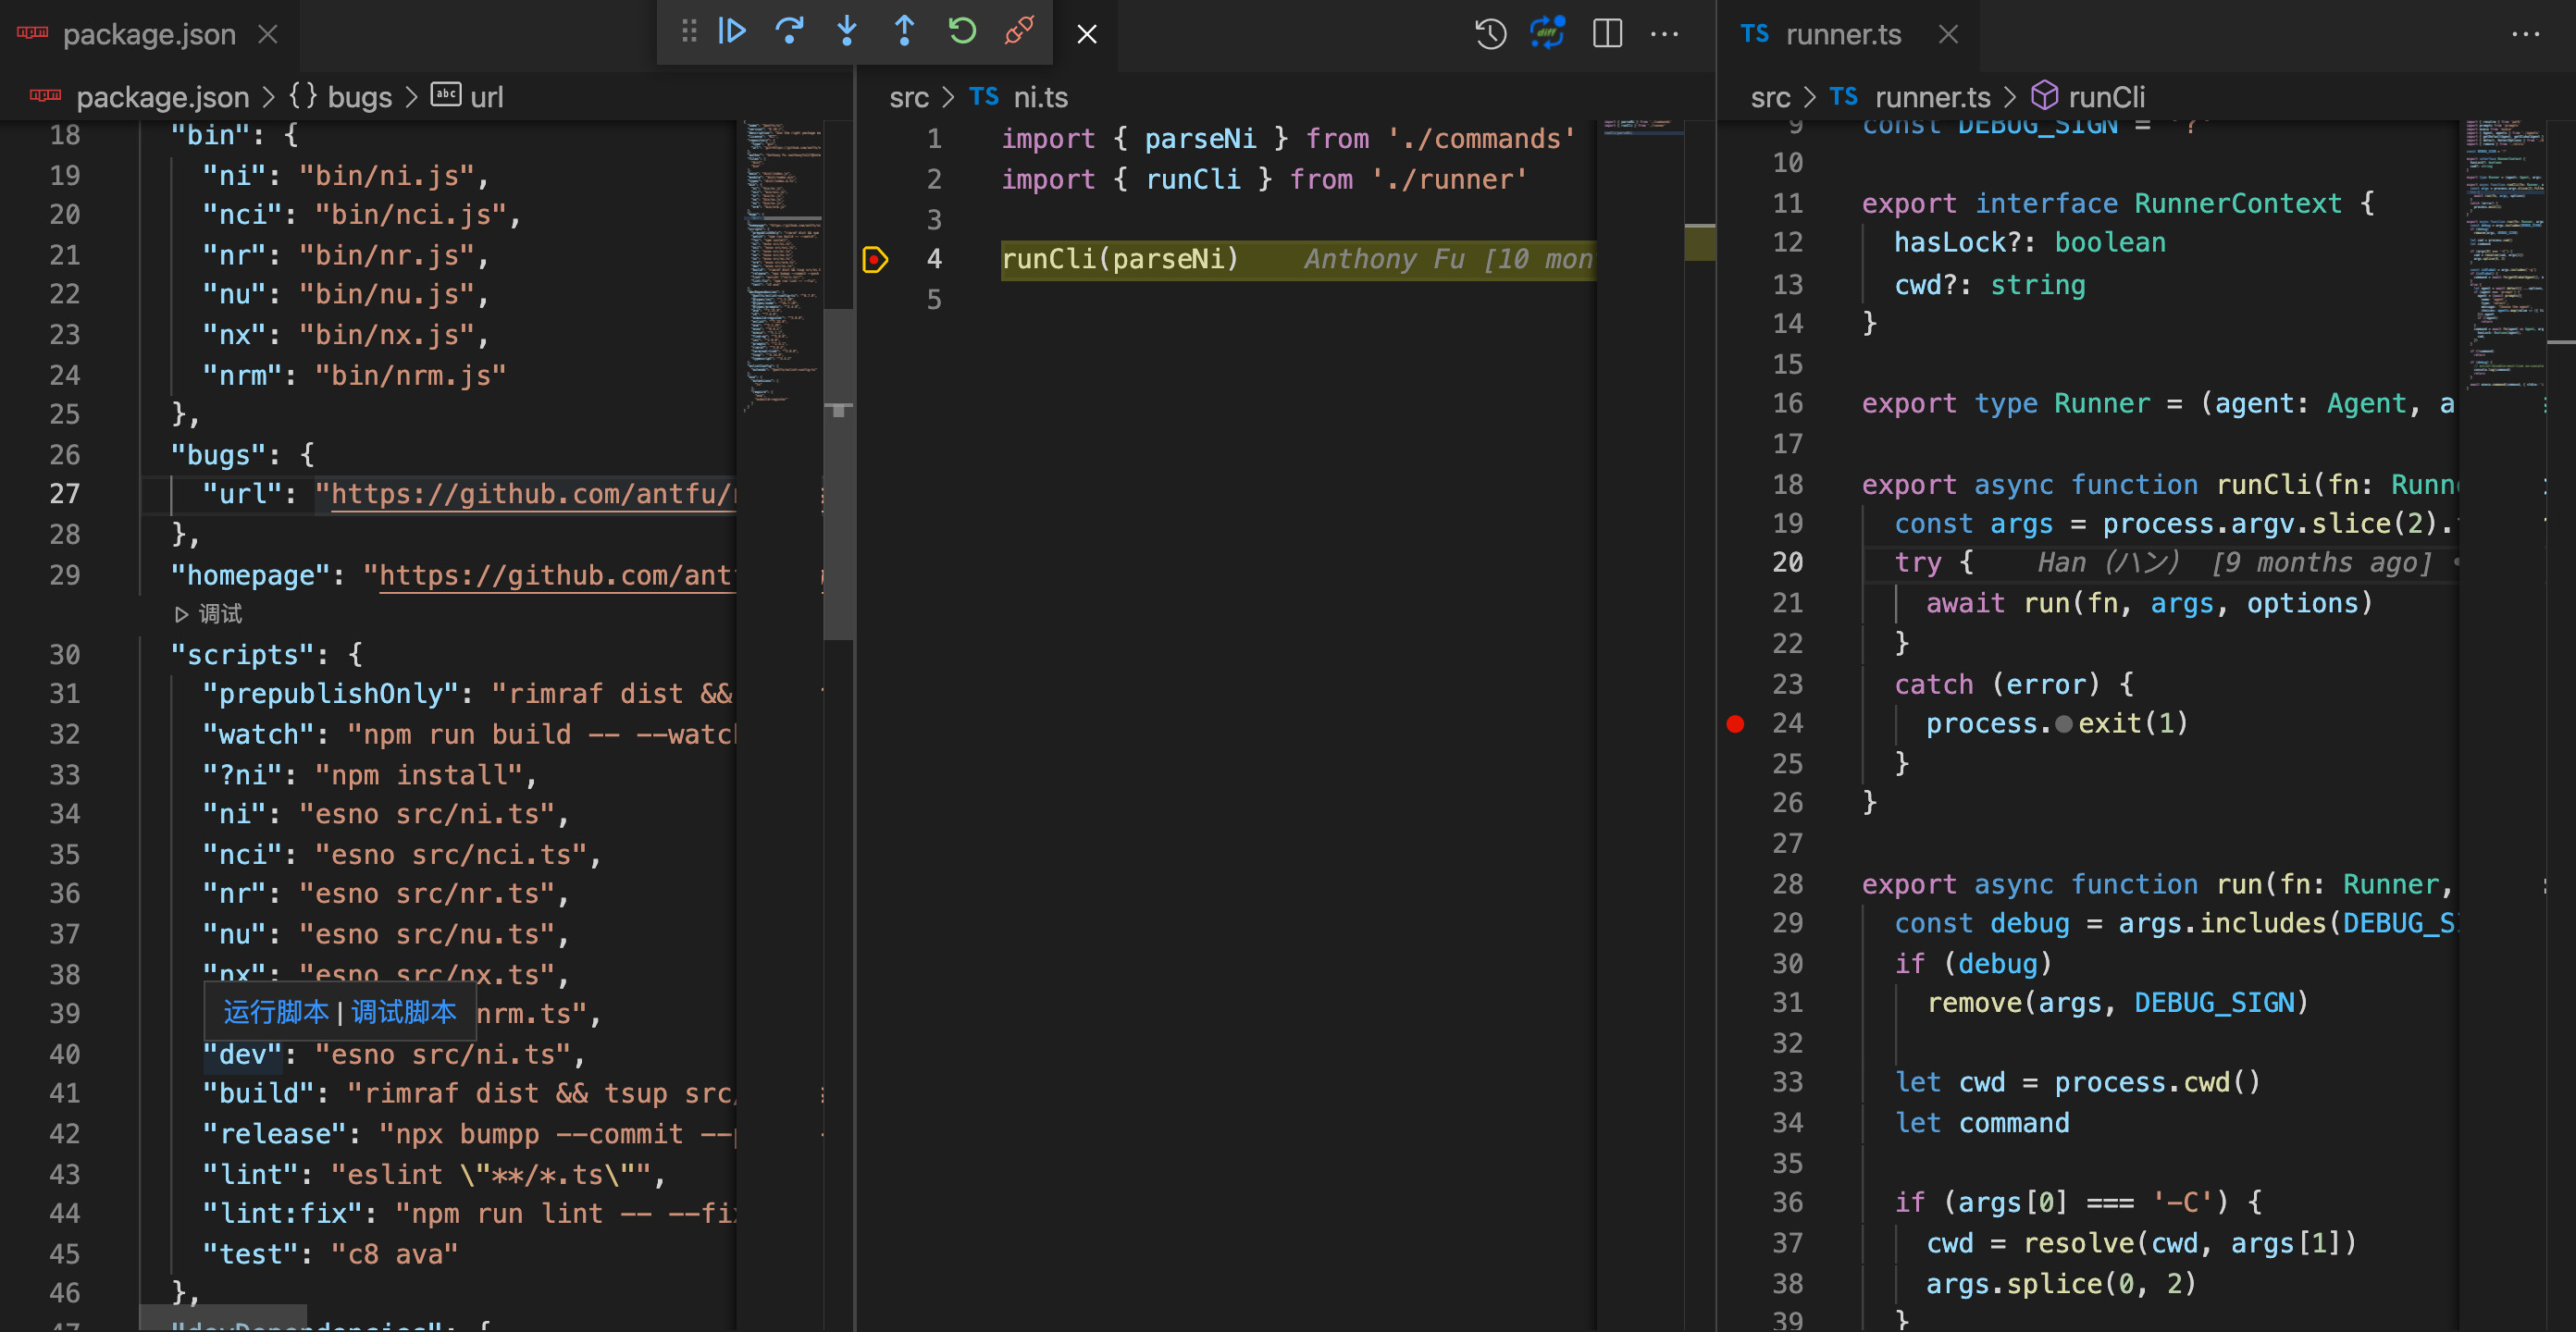 package.json
package.json > {} bugs > abc url
18 "bin": {
19 "ni": "bin/ni.js",
20 "nci": "bin/nci.js",
21 "nr": "bin/nr.js",
22 "nu": "bin/nu.js",
23 "nx": "bin/nx.js",
24 "nrm": "bin/nrm.js"
25 },
26 "bugs": {
27 "url": "https://github.com/antfu/
28 },
29 "homepage": "https://github.com/ant
调试
30 "scripts": {
31 "prepublishOnly": "rimraf dist &&
32 "watch": "npm run build -- --watc
33 "?ni": "npm install",
34 "ni": "esno src/ni.ts",
35 "nci": "esno src/nci.ts",
36 "nr": "esno src/nr.ts",
37 "nu": "esno src/nu.ts",
38 "nx": "esno src/nx.ts",
运行脚本 | 调试脚本
39 nrm.ts",
40 "dev": "esno src/ni.ts",
41 "build": "rimraf dist && tsup src/
42 "release": "npx bumpp --commit --
43 "lint": "eslint \"**/*.ts\"",
44 "lint:fix": "npm run lint -- --fi
45 "test": "c8 ava"
46 },
47 "devDependencies": {
diff
src > TS ni.ts
1 import { parseNi } from './commands'
2 import { runCli } from './runner'
3
4 runCli(parseNi) Anthony Fu [10 mon
5
TS runner.ts
src > TS runner.ts > runCli
9 const DEBUG_SIGN = '?'
10
11 export interface RunnerContext {
12 hasLock?: boolean
13 cwd?: string
14 }
15
16 export type Runner = (agent: Agent, a
17
18 export async function runCli(fn: Runn
19 const args = process.argv.slice(2).
20 try { Han (ハン) [9 months ago] •
21 await run(fn, args, options)
22 }
23 catch (error) {
24 process.exit(1)
25 }
26 }
27
28 export async function run(fn: Runner,
29 const debug = args.includes(DEBUG_S
30 if (debug)
31 remove(args, DEBUG_SIGN)
32
33 let cwd = process.cwd()
34 let command
35
36 if (args[0] === '-C') {
37 cwd = resolve(cwd, args[1])
38 args.splice(0, 2)
39 }